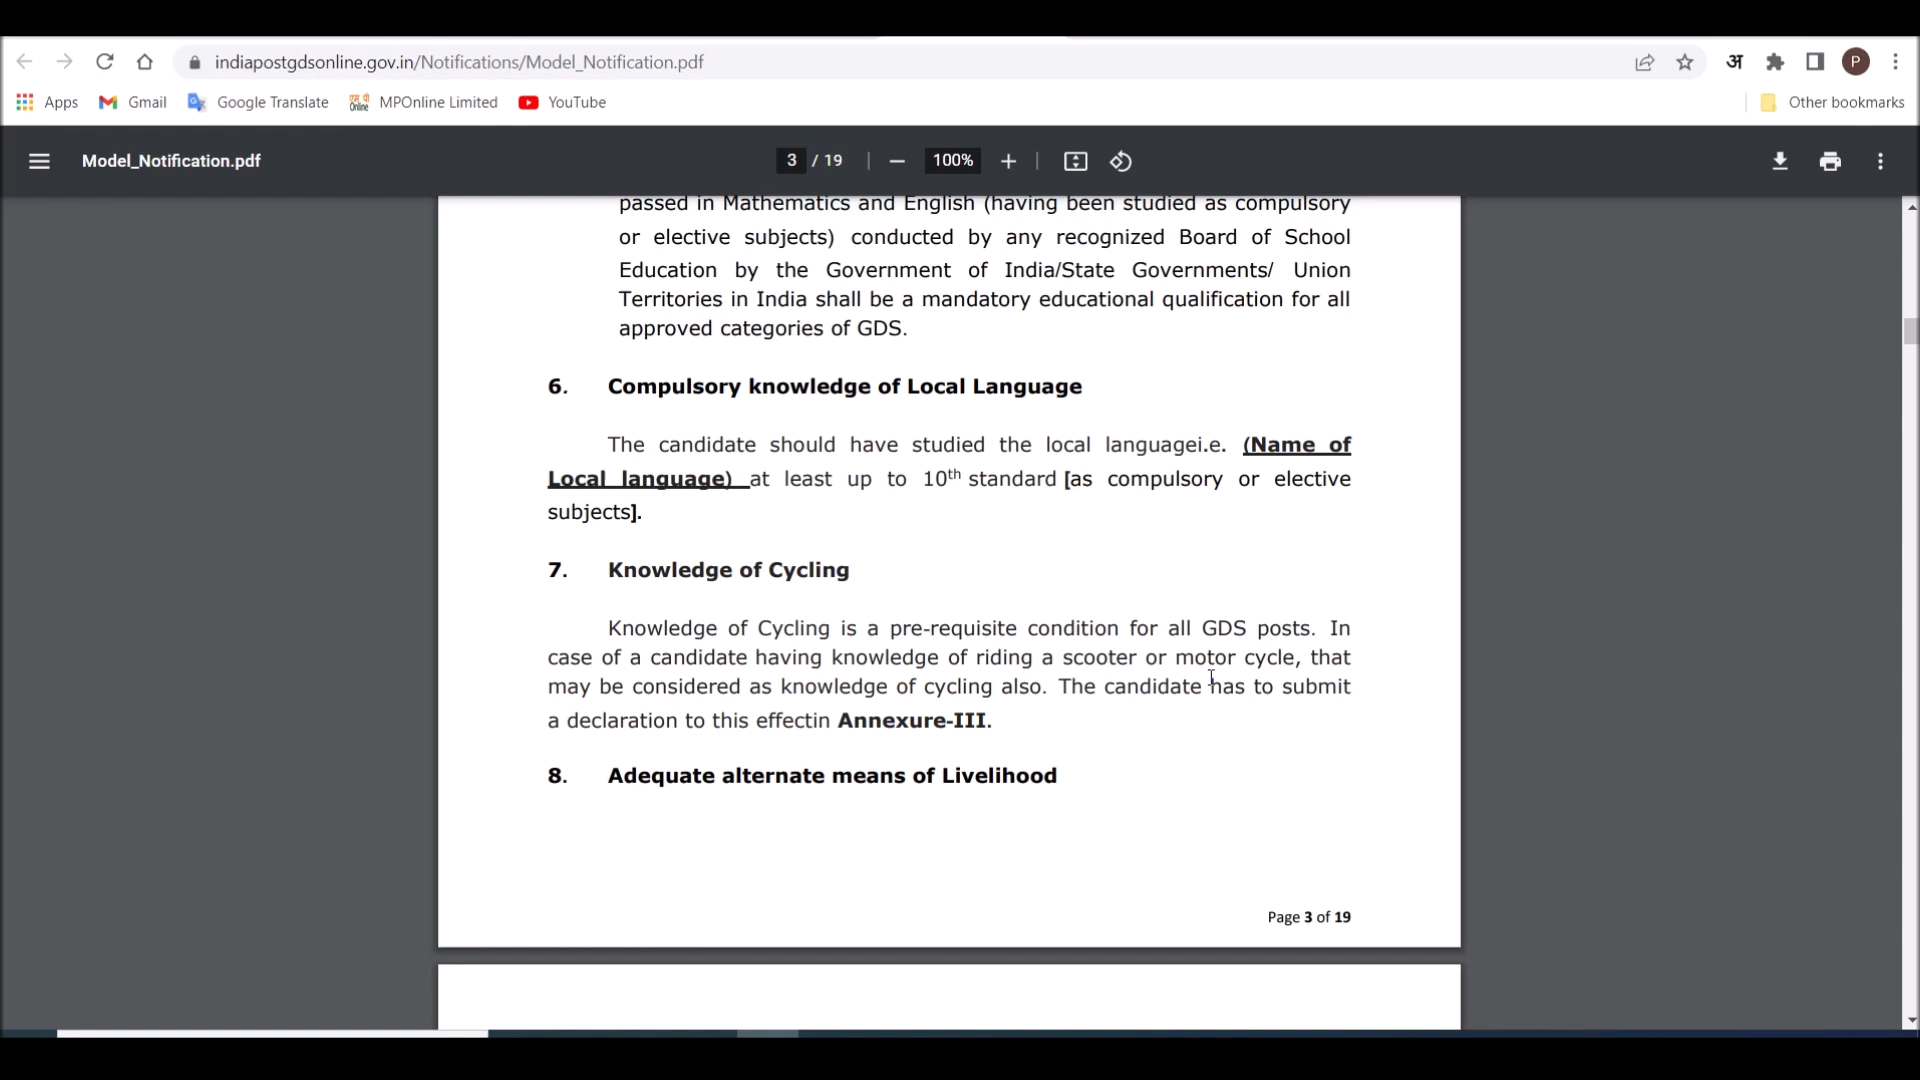 indiapostgdsonline.gov.in/Notifications/Model_Notification.pdf
अ
P
Apps
Gmail
Google Translate
MPOnline Limited
YouTube
Other bookmarks
Model_Notification.pdf
3 / 19
100%
passed in Mathematics and English (having been studied as compulsory
or elective subjects) conducted by any recognized Board of School
Education by the Government of India/State Governments/ Union
Territories in India shall be a mandatory educational qualification for all
approved categories of GDS.
6. Compulsory knowledge of Local Language
The candidate should have studied the local languagei.e. (Name of
Local language) at least up to 10th standard [as compulsory or elective
subjects].
7. Knowledge of Cycling
Knowledge of Cycling is a pre-requisite condition for all GDS posts. In
case of a candidate having knowledge of riding a scooter or motor cycle, that
may be considered as knowledge of cycling also. The candidate has to submit
a declaration to this effectin Annexure-III.
8. Adequate alternate means of Livelihood
Page 3 of 19